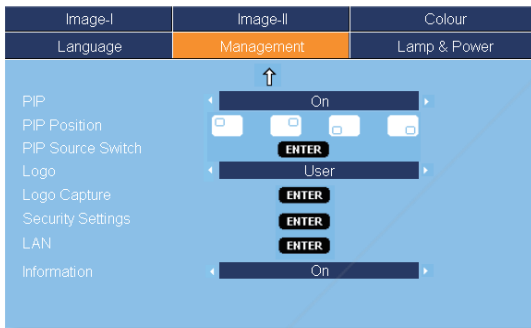 Image-I Image-II Colour
Language Management Lamp & Power
PIP On
PIP Position
PIP Source Switch ENTER
Logo User
Logo Capture ENTER
Security Settings ENTER
LAN ENTER
Information On